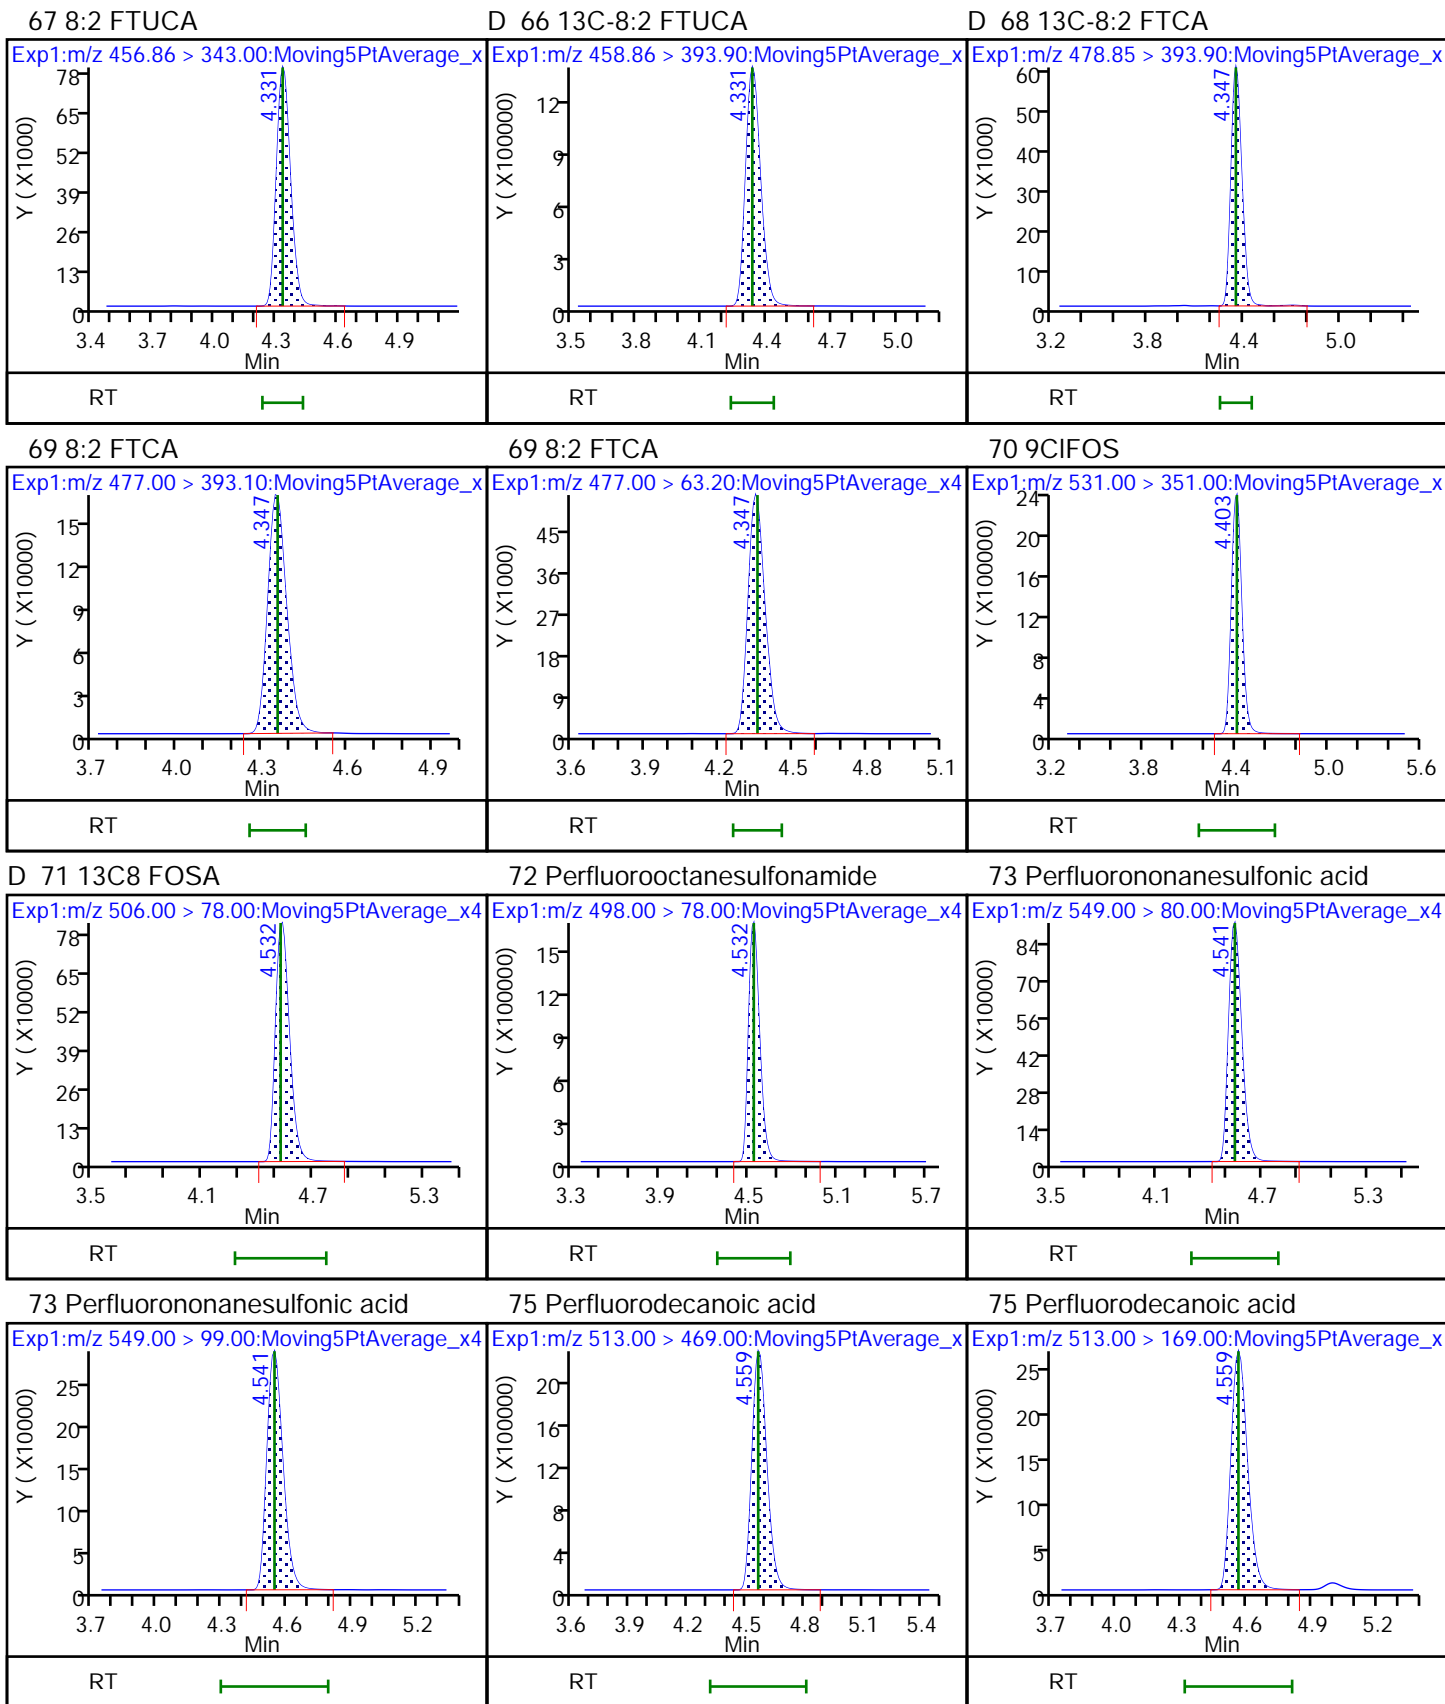 67 8:2 FTUCA
Exp1:m/z 456.86 > 343.00:Moving5PtAverage_x
Y ( X1000)
78
65
52
39
26
13
0
4.331
3.4 3.7 4.0 4.3 4.6 4.9
Min
RT
D 66 13C-8:2 FTUCA
Exp1:m/z 458.86 > 393.90:Moving5PtAverage_x
Y ( X100000)
12
9
6
3
0
4.331
3.5 3.8 4.1 4.4 4.7 5.0
Min
RT
D 68 13C-8:2 FTCA
Exp1:m/z 478.85 > 393.90:Moving5PtAverage_x
Y ( X1000)
60
50
40
30
20
10
0
4.347
3.2 3.8 4.4 5.0
Min
RT
69 8:2 FTCA
Exp1:m/z 477.00 > 393.10:Moving5PtAverage_x
Y ( X10000)
15
12
9
6
3
0
4.347
3.7 4.0 4.3 4.6 4.9
Min
RT
69 8:2 FTCA
Exp1:m/z 477.00 > 63.20:Moving5PtAverage_x4
Y ( X1000)
45
36
27
18
9
0
4.347
3.6 3.9 4.2 4.5 4.8 5.1
Min
RT
70 9ClFOS
Exp1:m/z 531.00 > 351.00:Moving5PtAverage_x
Y ( X100000)
24
20
16
12
8
4
0
4.403
3.2 3.8 4.4 5.0 5.6
Min
RT
D 71 13C8 FOSA
Exp1:m/z 506.00 > 78.00:Moving5PtAverage_x4
Y ( X10000)
78
65
52
39
26
13
0
4.532
3.5 4.1 4.7 5.3
Min
RT
72 Perfluorooctanesulfonamide
Exp1:m/z 498.00 > 78.00:Moving5PtAverage_x4
Y ( X100000)
15
12
9
6
3
0
4.532
3.3 3.9 4.5 5.1 5.7
Min
RT
73 Perfluorononanesulfonic acid
Exp1:m/z 549.00 > 80.00:Moving5PtAverage_x4
Y ( X10000)
84
70
56
42
28
14
0
4.541
3.5 4.1 4.7 5.3
Min
RT
73 Perfluorononanesulfonic acid
Exp1:m/z 549.00 > 99.00:Moving5PtAverage_x4
Y ( X10000)
25
20
15
10
5
0
4.541
3.7 4.0 4.3 4.6 4.9 5.2
Min
RT
75 Perfluorodecanoic acid
Exp1:m/z 513.00 > 469.00:Moving5PtAverage_x
Y ( X100000)
20
16
12
8
4
0
4.559
3.6 3.9 4.2 4.5 4.8 5.1 5.4
Min
RT
75 Perfluorodecanoic acid
Exp1:m/z 513.00 > 169.00:Moving5PtAverage_x
Y ( X10000)
25
20
15
10
5
0
4.559
3.7 4.0 4.3 4.6 4.9 5.2
Min
RT